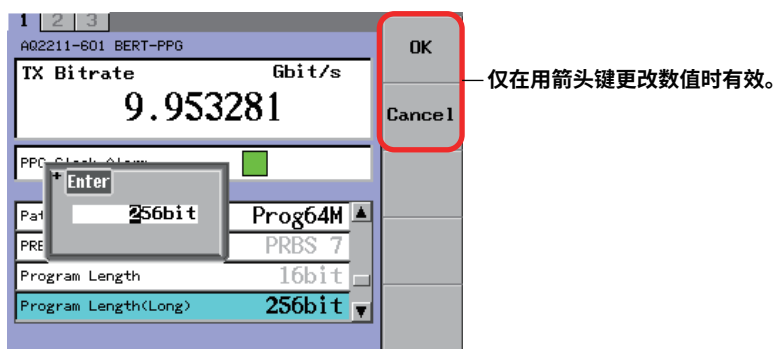 1 2 3
AQ2211-601 BERT-PPG
TX Bitrate Gbit/s
9.953281
Enter
256bit
Prog64M
PRBS 7
Program Length 16bit
Program Length(Long) 256bit
OK
Cancel
仅在用箭头键更改数值时有效。